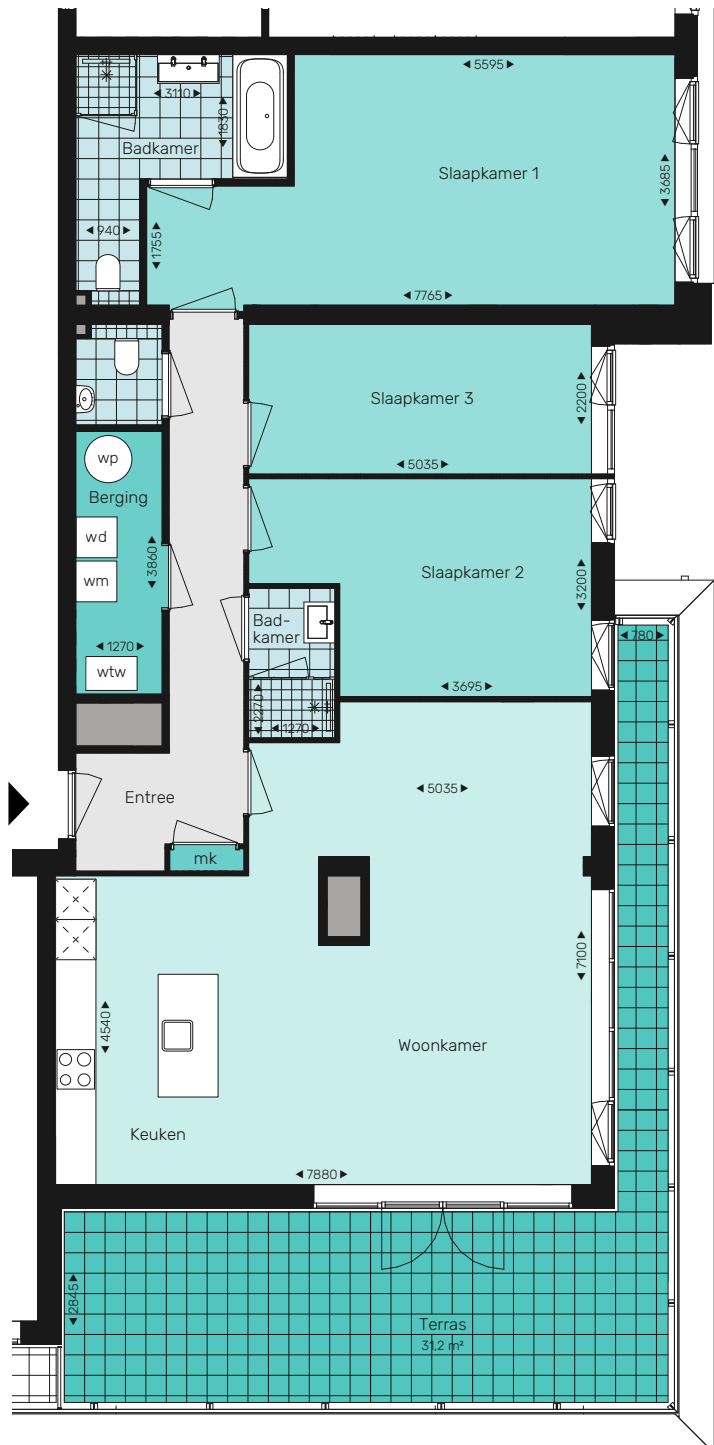 5595
3110
1830
Badkamer
Slaapkamer 1
3685
940
1755
7765
Slaapkamer 3
2200
5035
wp
Berging
wd
3860
wm
Slaapkamer 2
3200
Bad-
kamer
1270
wtw
3695
780
2270
1270
5035
Entree
mk
7100
4540
Woonkamer
Keuken
7880
2845
Terras
31,2 m²